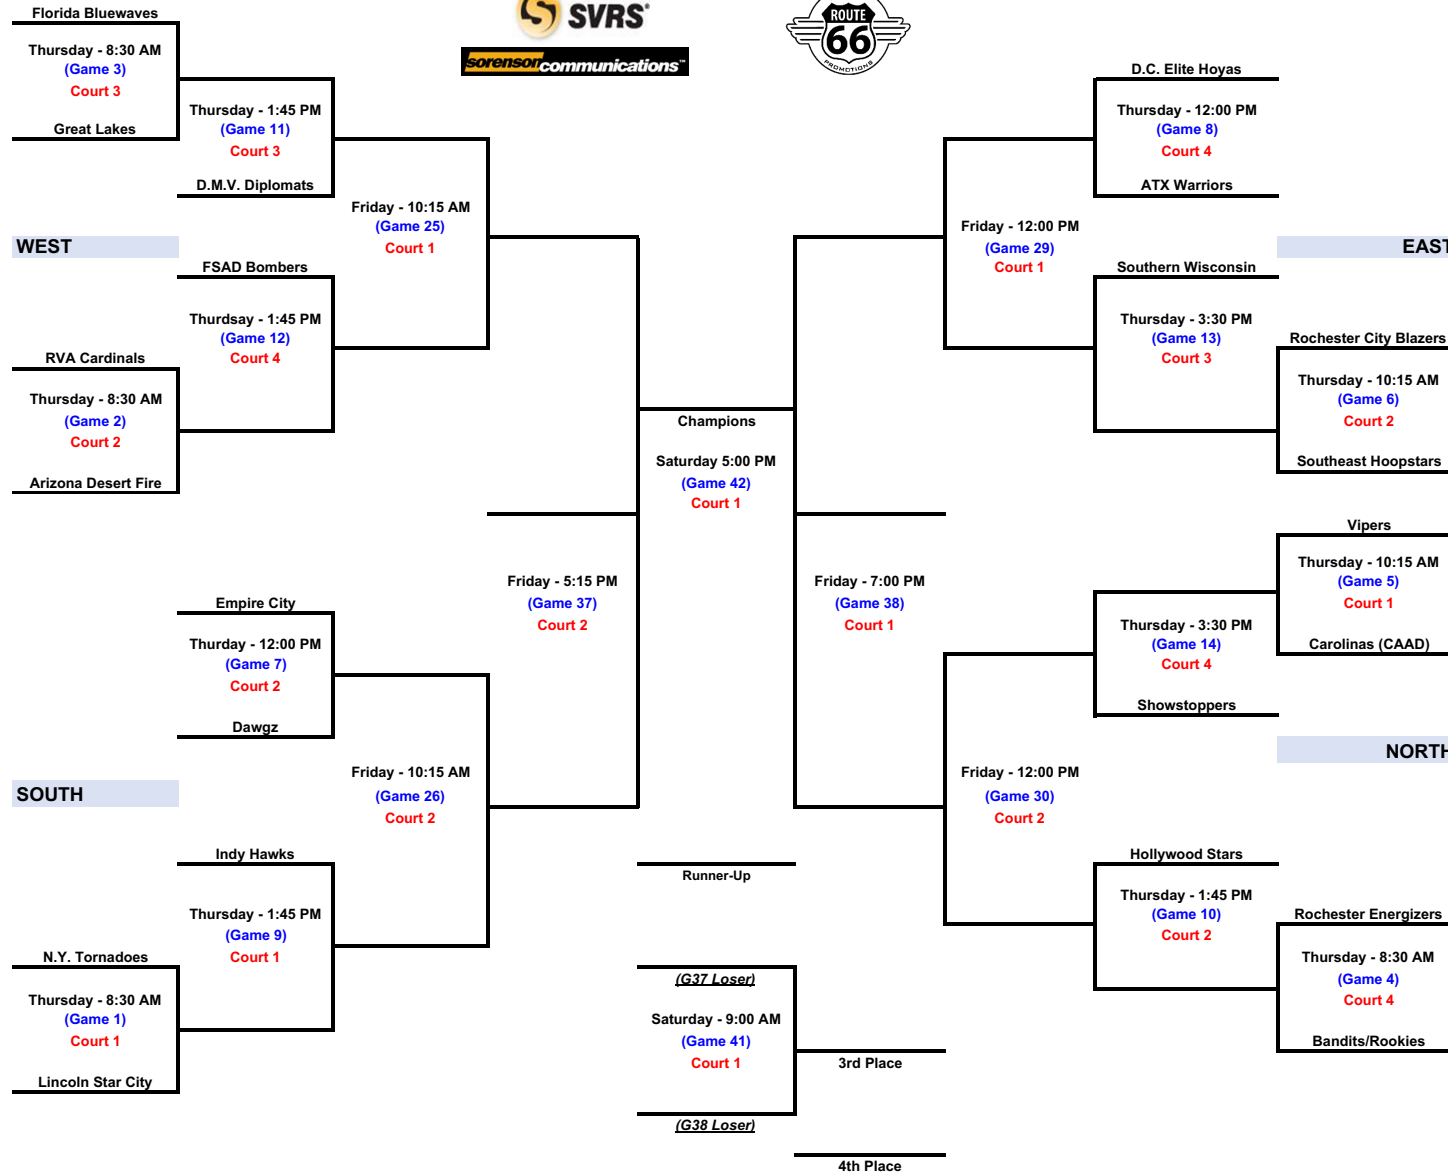 SVRS®
sorenson communications™
ROUTE
66
PROMOTIONS
Florida Bluewaves
Thursday - 8:30 AM
(Game 3)
Court 3
Great Lakes
Thursday - 1:45 PM
(Game 11)
Court 3
D.M.V. Diplomats
Friday - 10:15 AM
(Game 25)
Court 1
WEST
FSAD Bombers
Thurdsay - 1:45 PM
(Game 12)
Court 4
RVA Cardinals
Thursday - 8:30 AM
(Game 2)
Court 2
Arizona Desert Fire
Empire City
Thurday - 12:00 PM
(Game 7)
Court 2
Dawgz
Friday - 10:15 AM
(Game 26)
Court 2
SOUTH
Indy Hawks
Thursday - 1:45 PM
(Game 9)
Court 1
N.Y. Tornadoes
Thursday - 8:30 AM
(Game 1)
Court 1
Lincoln Star City
Friday - 5:15 PM
(Game 37)
Court 2
Champions
Saturday 5:00 PM
(Game 42)
Court 1
Runner-Up
(G37 Loser)
Saturday - 9:00 AM
(Game 41)
Court 1
(G38 Loser)
3rd Place
4th Place
Friday - 7:00 PM
(Game 38)
Court 1
D.C. Elite Hoyas
Thursday - 12:00 PM
(Game 8)
Court 4
ATX Warriors
Friday - 12:00 PM
(Game 29)
Court 1
EAST
Southern Wisconsin
Thursday - 3:30 PM
(Game 13)
Court 3
Rochester City Blazers
Thursday - 10:15 AM
(Game 6)
Court 2
Southeast Hoopstars
Vipers
Thursday - 10:15 AM
(Game 5)
Court 1
Carolinas (CAAD)
Thursday - 3:30 PM
(Game 14)
Court 4
Showstoppers
NORTH
Friday - 12:00 PM
(Game 30)
Court 2
Hollywood Stars
Thursday - 1:45 PM
(Game 10)
Court 2
Rochester Energizers
Thursday - 8:30 AM
(Game 4)
Court 4
Bandits/Rookies